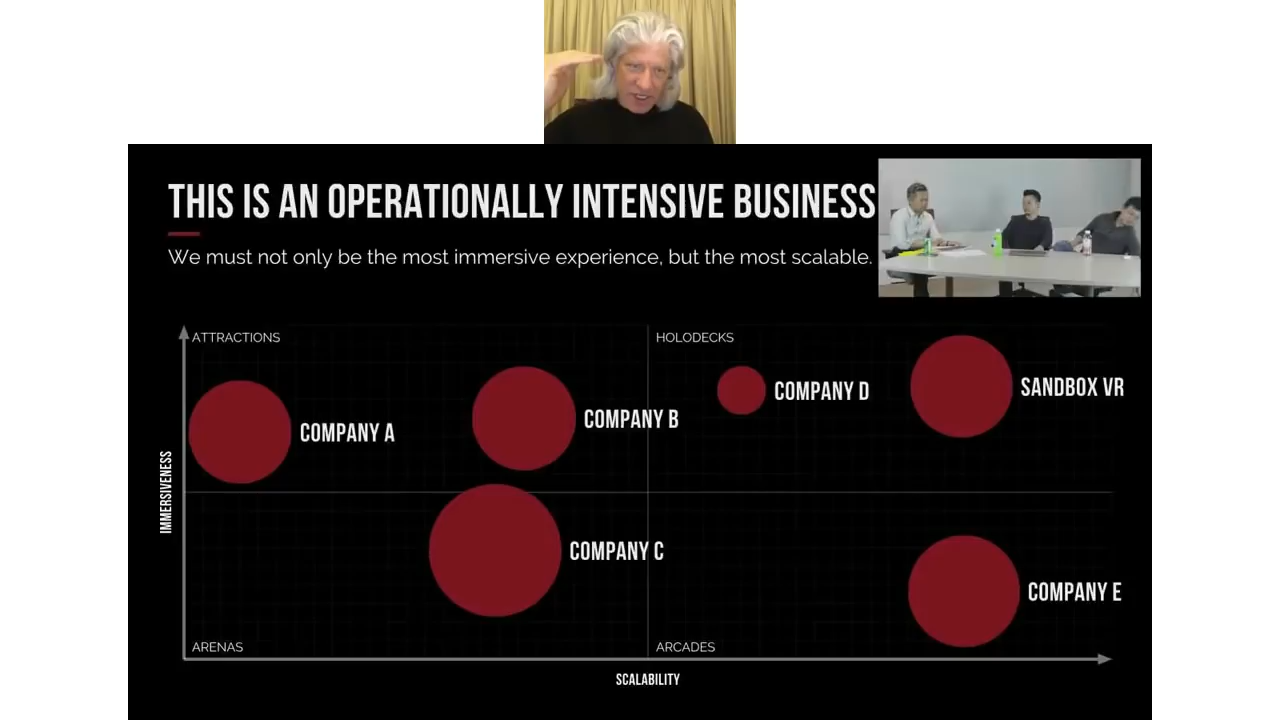 THIS IS AN OPERATIONALLY INTENSIVE BUSINESS
We must not only be the most immersive experience, but the most scalable.
ATTRACTIONS
HOLODECKS
COMPANY D
SANDBOX VR
COMPANY B
COMPANY A
IMMERSIVENESS
COMPANY C
COMPANY E
ARENAS
ARCADES
SCALABILITY